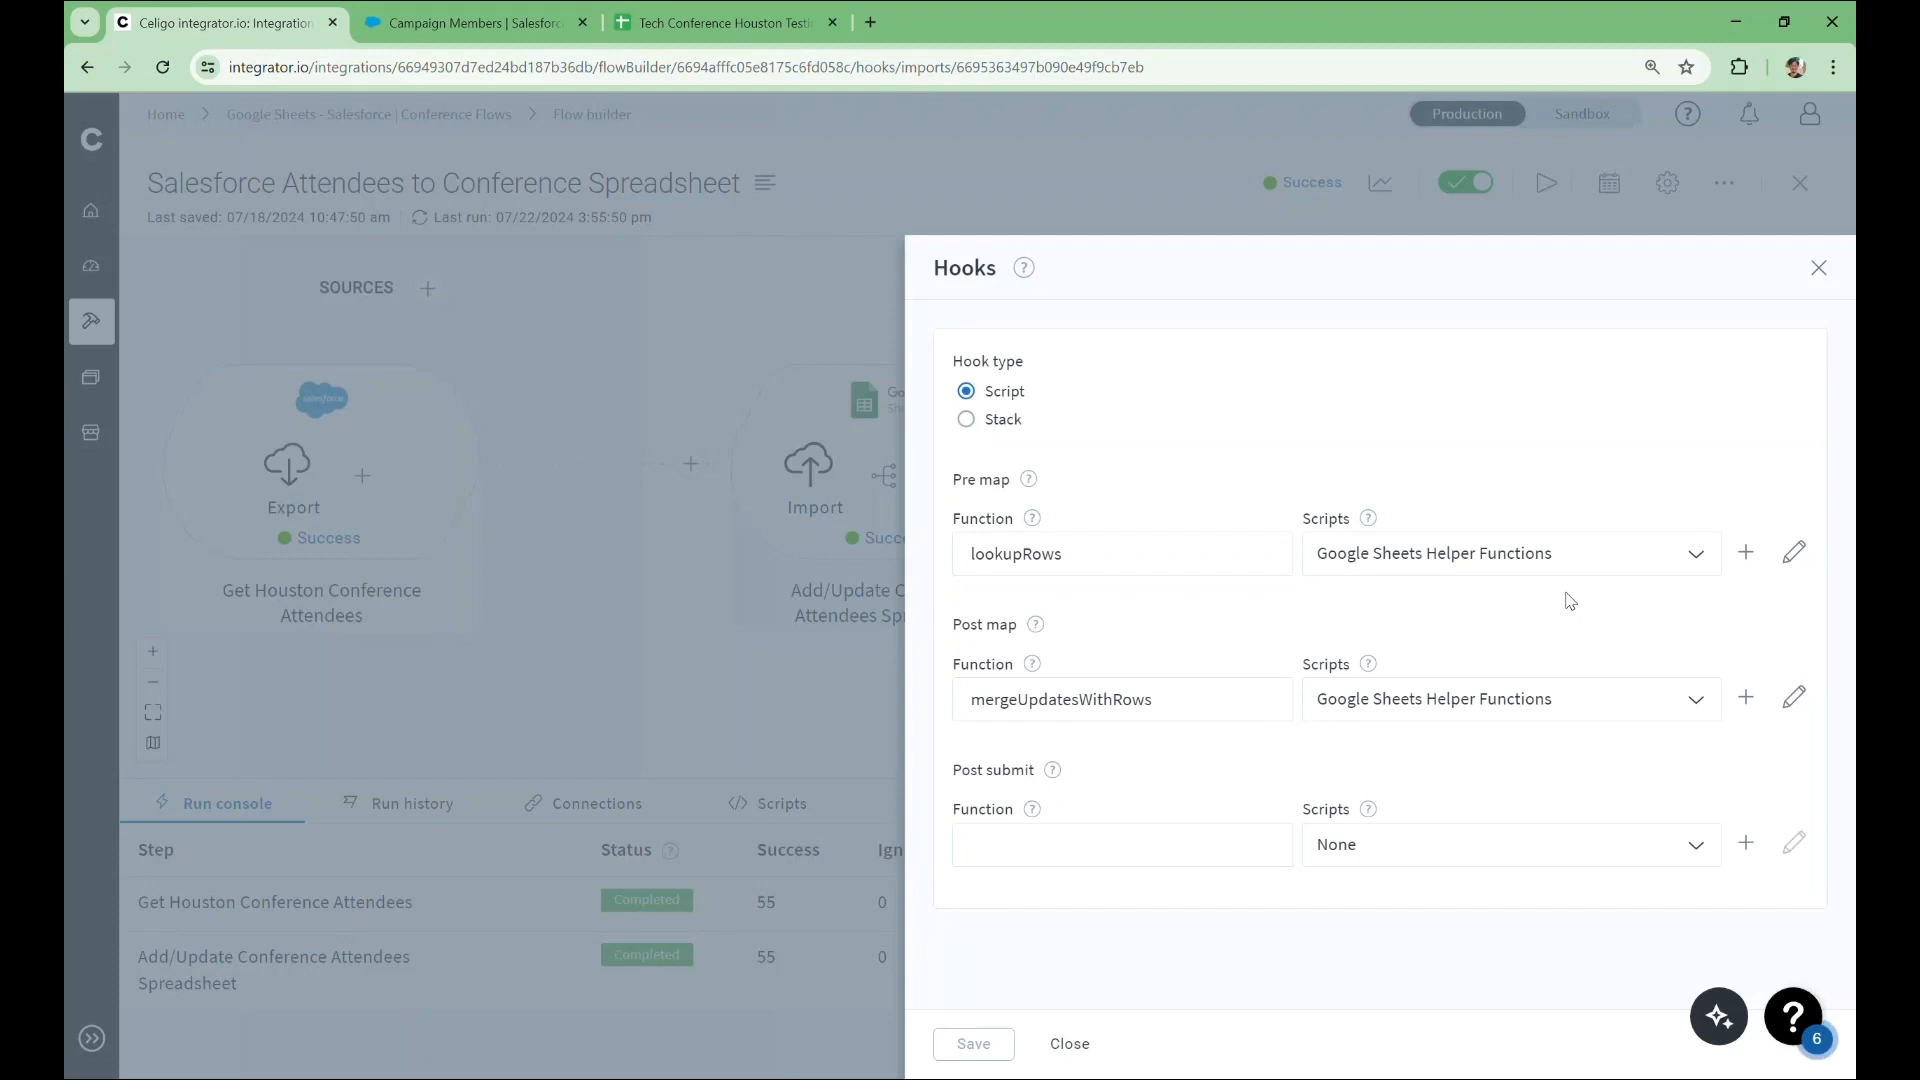 Celigo integrator.io: Integration
Campaign Members | Salesforc
Tech Conference Houston Testi
integrator.io/integrations/66949307d7ed24bd187b36db/flowBuilder/6694afffc05e8175c6fd058c/hooks/imports/6695363497b090e49f9cb7eb
Home
Google Sheets - Salesforce | Conference Flows
Flow builder
Production
Sandbox
Salesforce Attendees to Conference Spreadsheet
Success
Last saved: 07/18/2024 10:47:50 am
Last run: 07/22/2024 3:55:50 pm
SOURCES
salesforce
Export
Success
Get Houston Conference
Attendees
Go
Import
Succ
Add/Update C
Attendees Sp
Hooks
Hook type
Script
Stack
Pre map
Function
Scripts
lookupRows
Google Sheets Helper Functions
Post map
Function
Scripts
mergeUpdatesWithRows
Google Sheets Helper Functions
Post submit
Function
Scripts
None
Save
Close
Run console
Run history
Connections
Scripts
Step
Status
Success
Ign
Get Houston Conference Attendees
Completed
55
0
Add/Update Conference Attendees
Spreadsheet
Completed
55
0
6